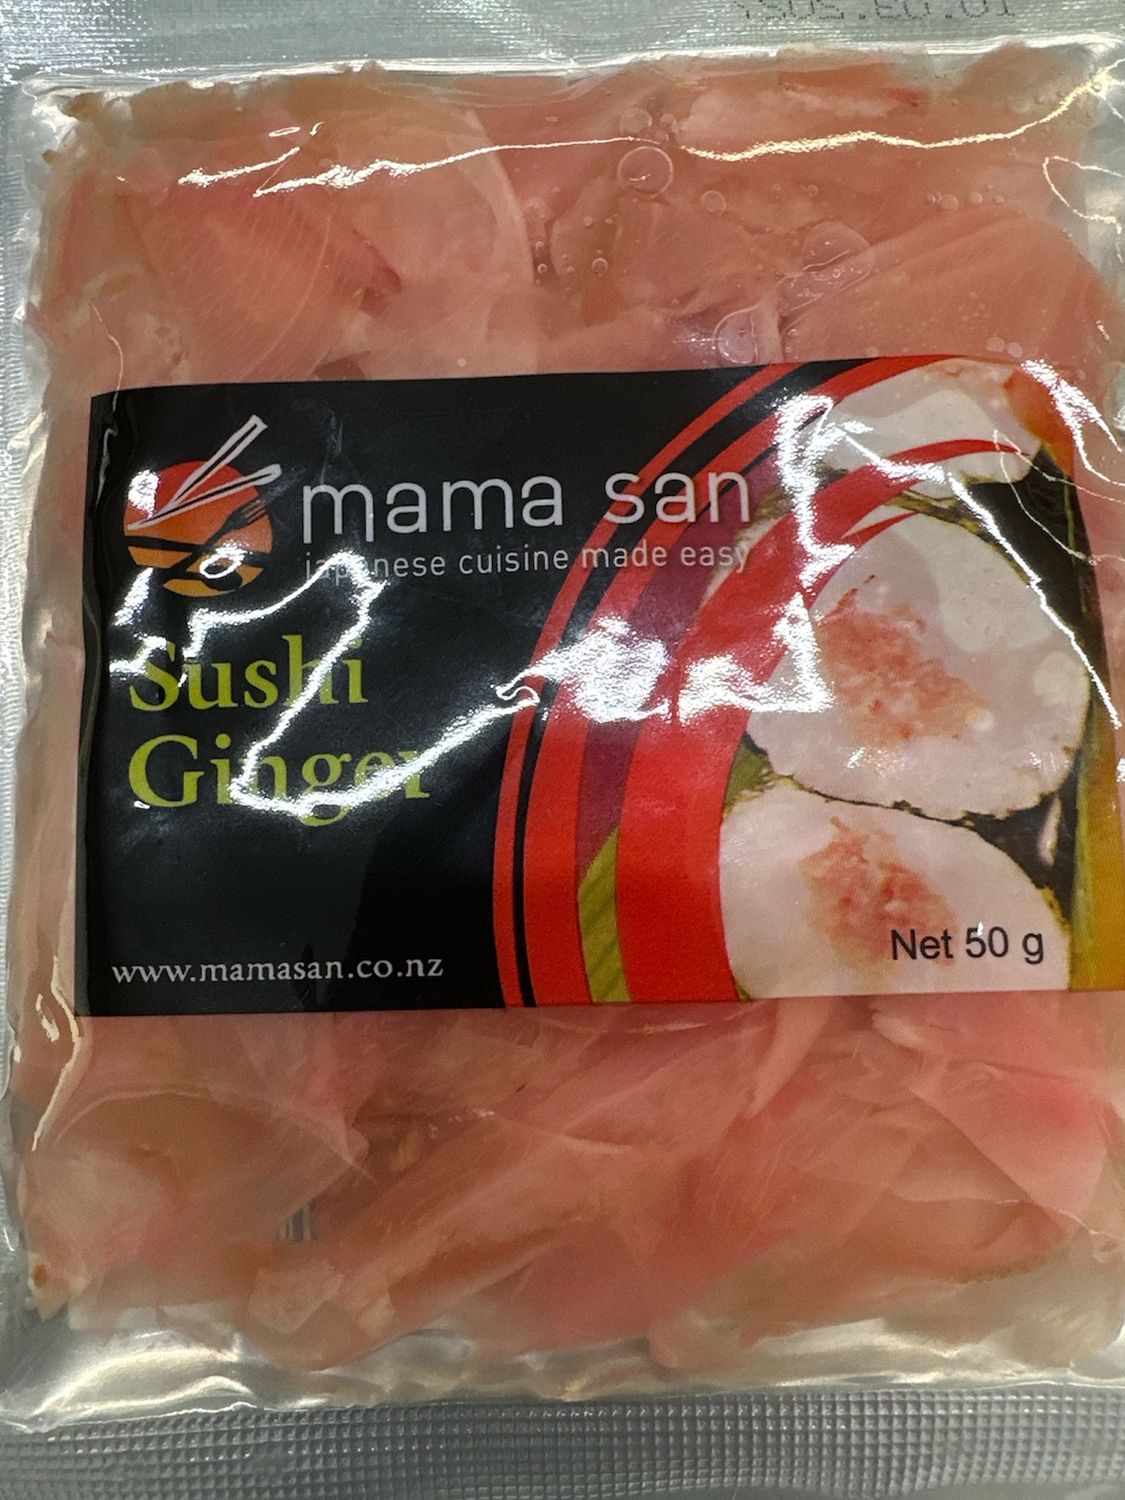 mama san
japanese cuisine made easy
Sushi
Ginger
www.mamasan.co.nz
Net 50 g